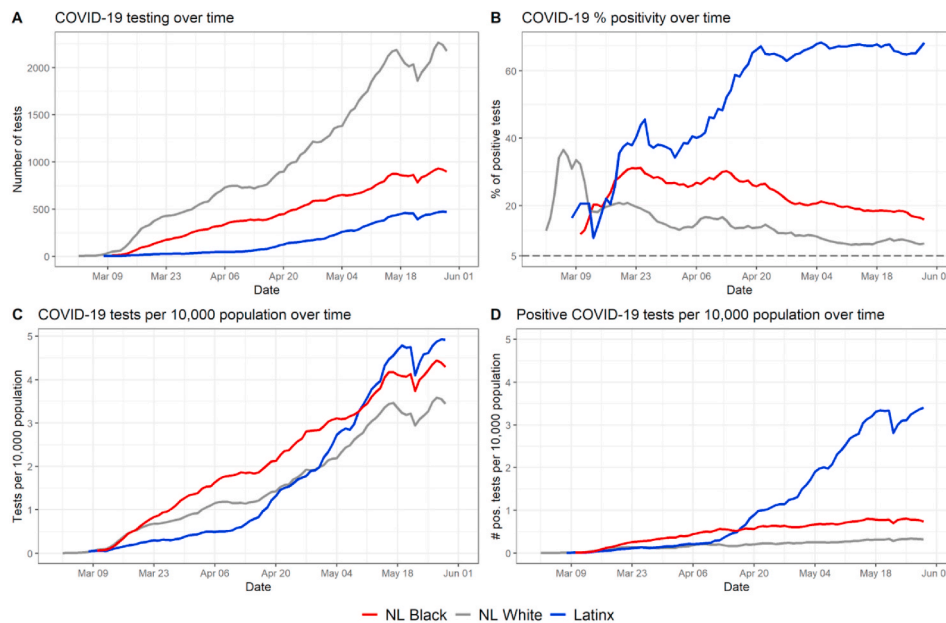 A COVID-19 testing over time
2000
1500
1000
500
0
Number of tests
Mar 09 Mar 23 Apr 06 Apr 20 May 04 May 18 Jun 01
Date
B COVID-19 % positivity over time
60
40
20
5
% of positive tests
Mar 09 Mar 23 Apr 06 Apr 20 May 04 May 18 Jun 0
Date
C COVID-19 tests per 10,000 population over time
5
4
3
2
1
0
Tests per 10,000 population
Mar 09 Mar 23 Apr 06 Apr 20 May 04 May 18 Jun 01
Date
D Positive COVID-19 tests per 10,000 population over time
5
4
3
2
1
0
# pos. tests per 10,000 population
Mar 09 Mar 23 Apr 06 Apr 20 May 04 May 18 Jun 01
Date
NL Black NL White Latinx